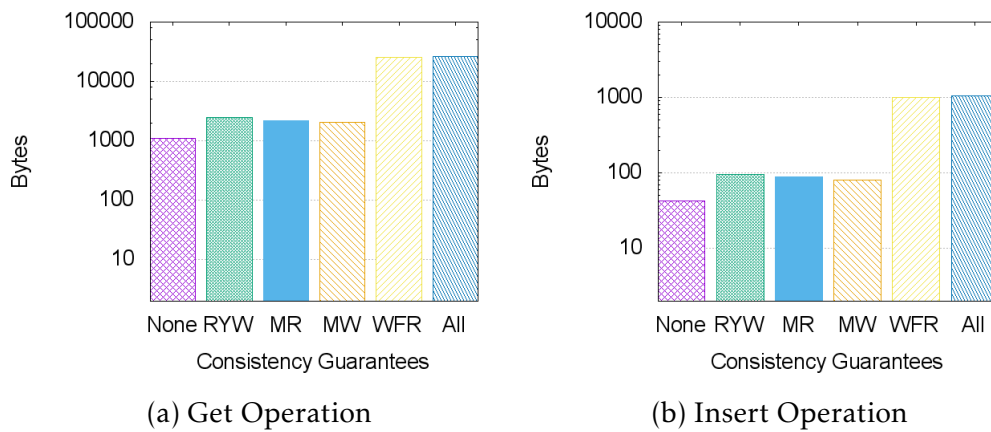 100000
10000
1000
100
10
Bytes
None RYW MR MW WFR All
Consistency Guarantees
(a) Get Operation
10000
1000
100
10
Bytes
None RYW MR MW WFR All
Consistency Guarantees
(b) Insert Operation